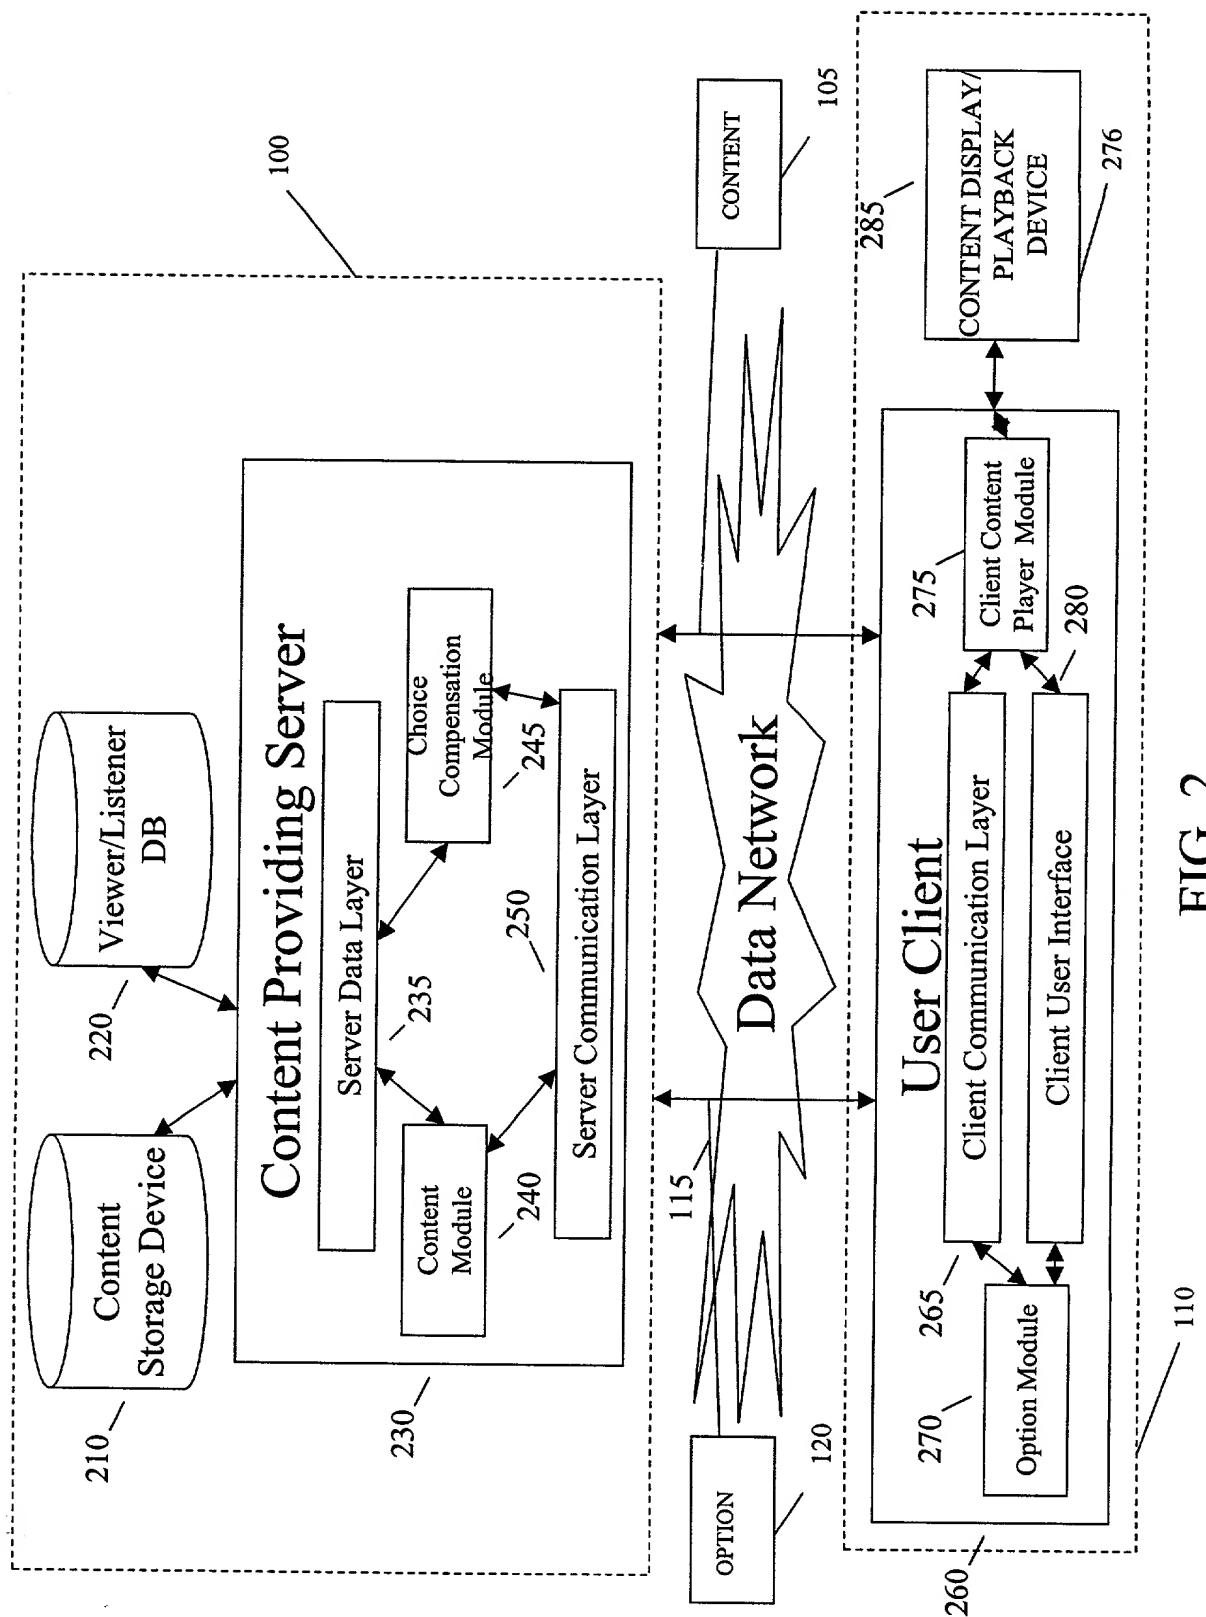 100
Content
Storage Device
210
Viewer/Listener
DB
220
Content Providing Server
230
Server Data Layer
235
Content
Module
240
Choice
Compensation
Module
245
250
Server Communication Layer
OPTION
120
115
Data Network
CONTENT
105
User Client
260
265
Client Communication Layer
Client User Interface
270
Option Module
275
Client Content
Player Module
280
285
CONTENT DISPLAY/
PLAYBACK
DEVICE
276
110
FIG. 2